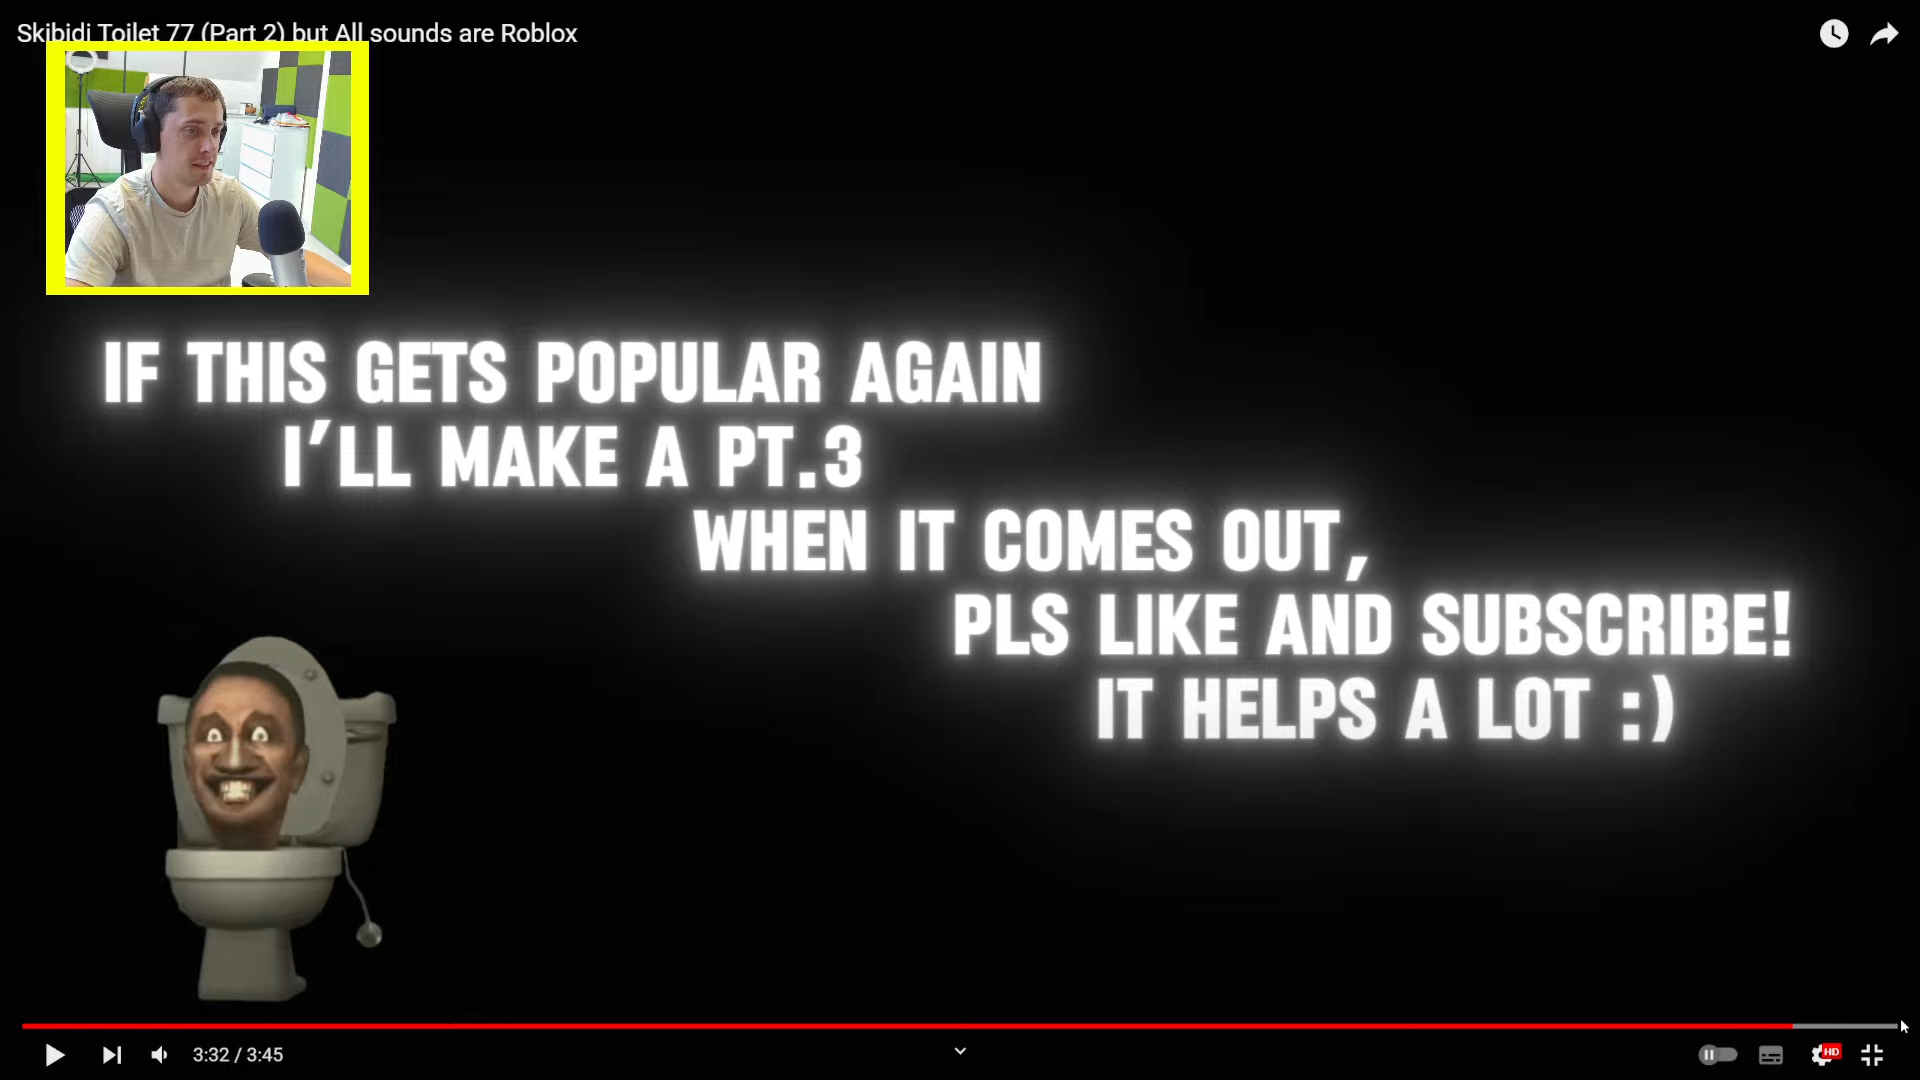 Skibidi Toilet 77 (Part 2) but All sounds are Roblox
IF THIS GETS POPULAR AGAIN
I'LL MAKE A PT.3
WHEN IT COMES OUT,
PLS LIKE AND SUBSCRIBE!
IT HELPS A LOT :)
3:32 / 3:45
HD